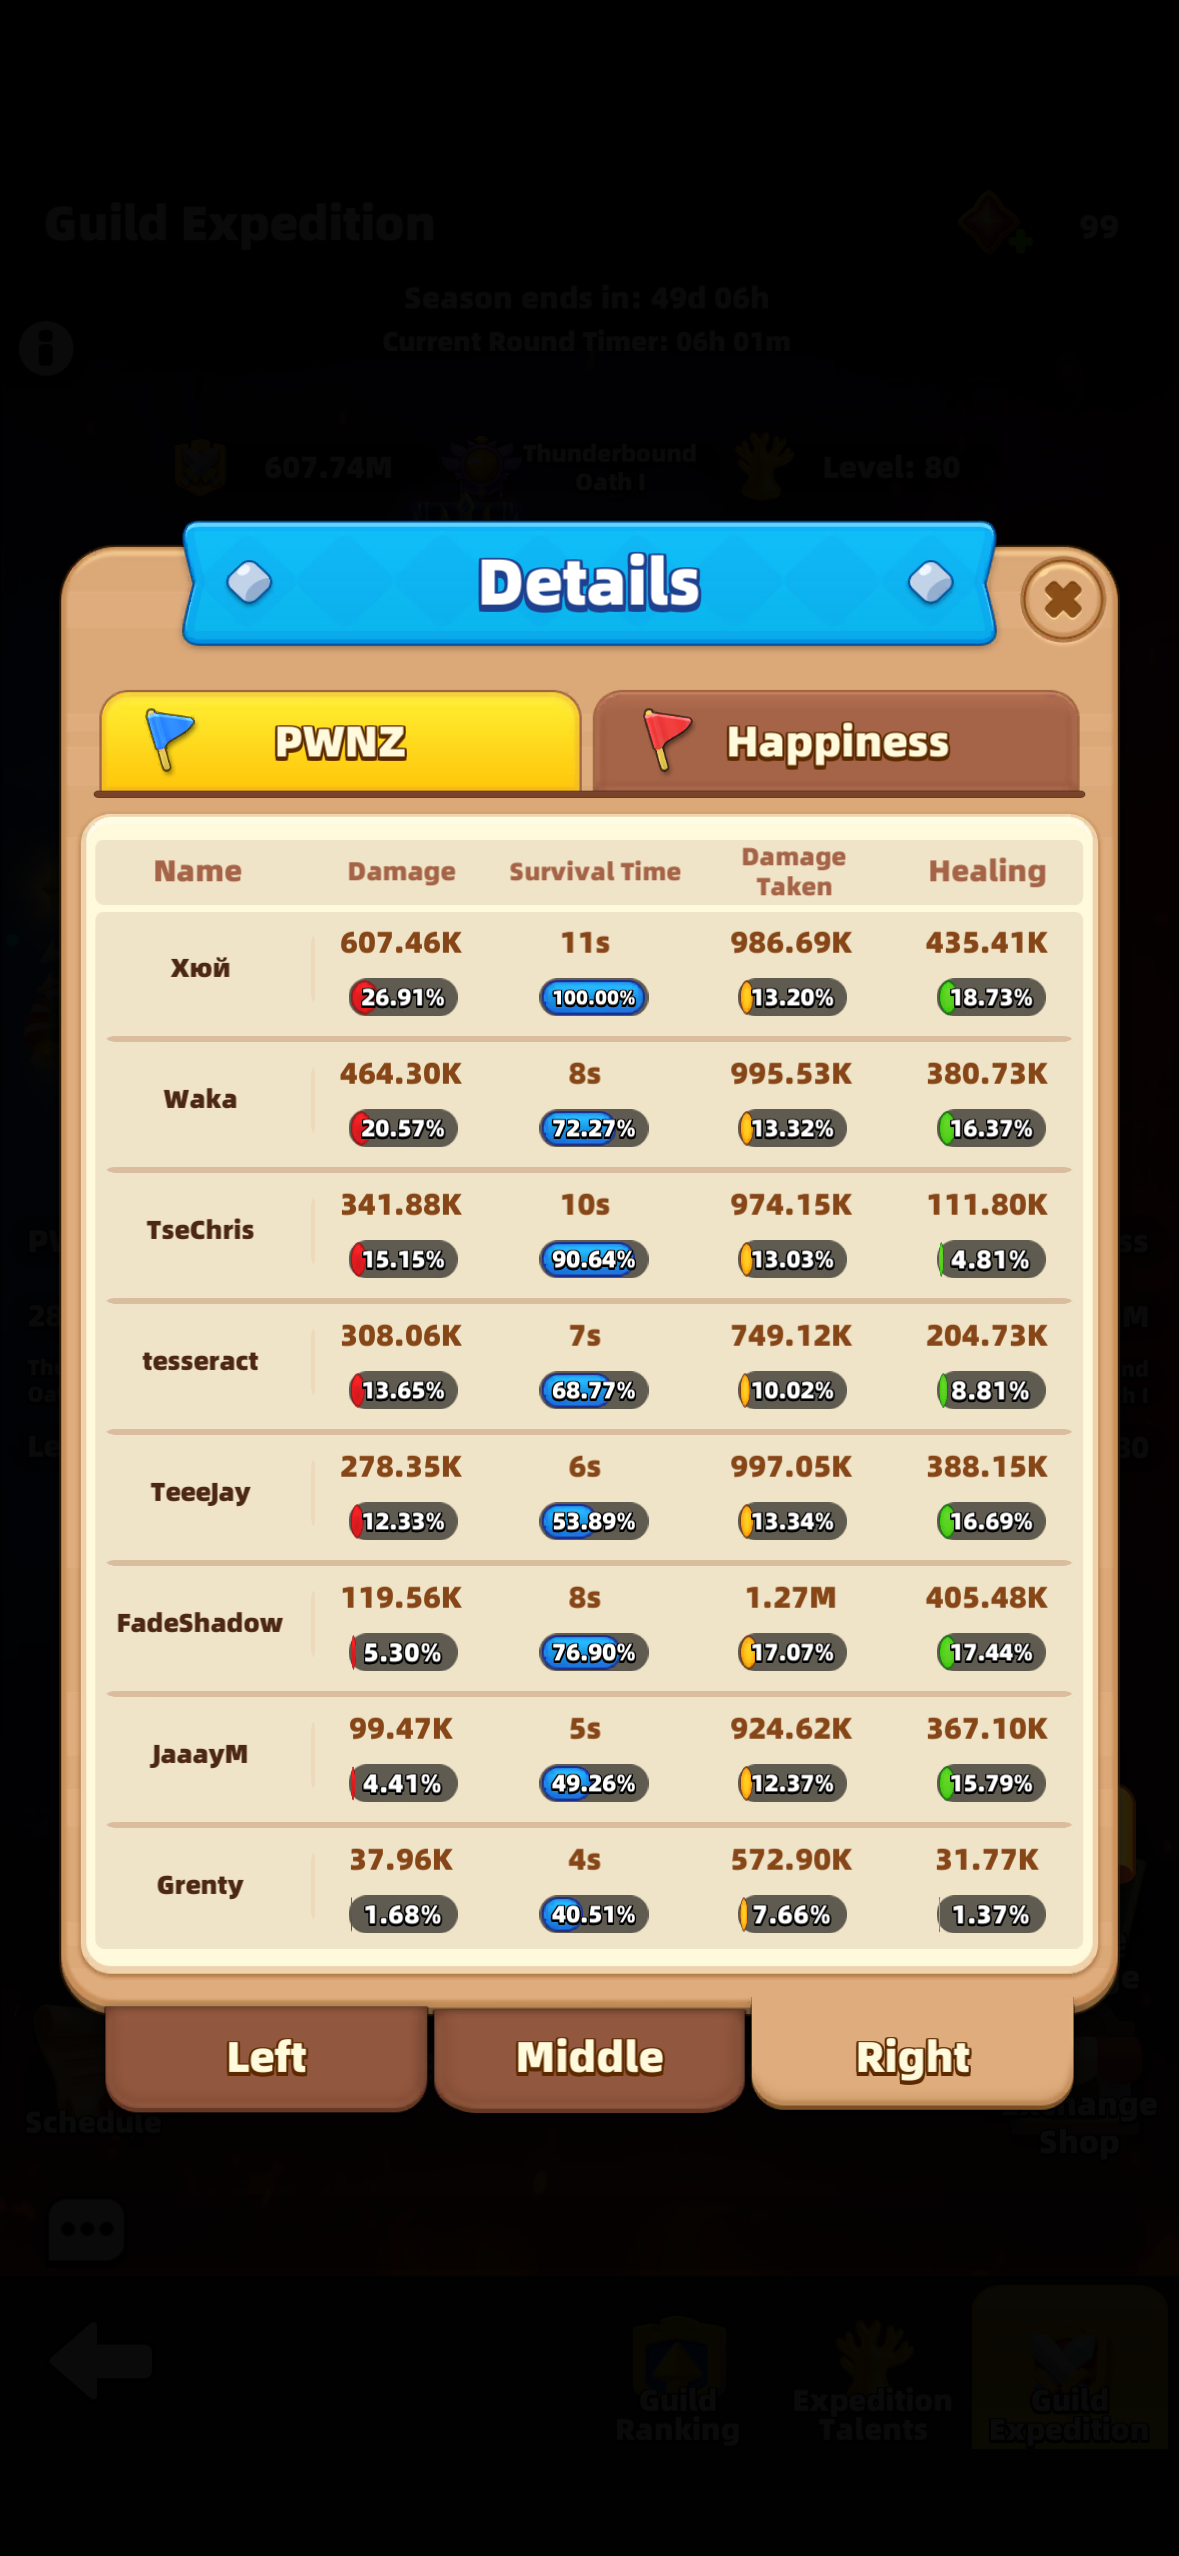 Guild Expedition
99
Season ends in: 49d 06h
Current Round Timer: 06h 01m
607.74M
Thunderbound
Oath I
Level: 80
Details
PWNZ
Happiness
Name
Damage
Survival Time
Damage
Taken
Healing
Хюй
607.46K
11s
986.69K
435.41K
26.91%
100.00%
13.20%
18.73%
Waka
464.30K
8s
995.53K
380.73K
20.57%
72.27%
13.32%
16.37%
TseChris
341.88K
10s
974.15K
111.80K
15.15%
90.64%
13.03%
4.81%
tesseract
308.06K
7s
749.12K
204.73K
13.65%
68.77%
10.02%
8.81%
TeeeJay
278.35K
6s
997.05K
388.15K
12.33%
53.89%
13.34%
16.69%
FadeShadow
119.56K
8s
1.27M
405.48K
5.30%
76.90%
17.07%
17.44%
JaaayM
99.47K
5s
924.62K
367.10K
4.41%
49.26%
12.37%
15.79%
Grenty
37.96K
4s
572.90K
31.77K
1.68%
40.51%
7.66%
1.37%
Left
Middle
Right
Schedule
Shop
Guild
Ranking
Expedition
Talents
Guild
Expedition